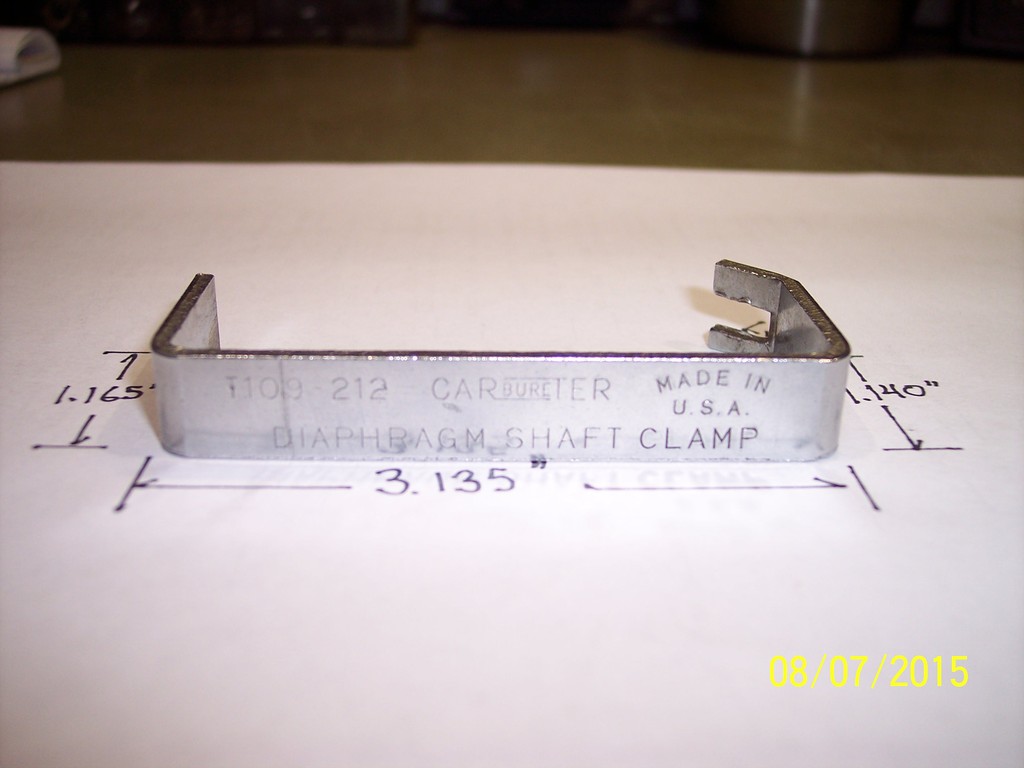 T109-212 CARBURETER MADE IN
U.S.A.
DIAPHRAGM SHAFT CLAMP
1.165"
1.140"
3.135"
08/07/2015